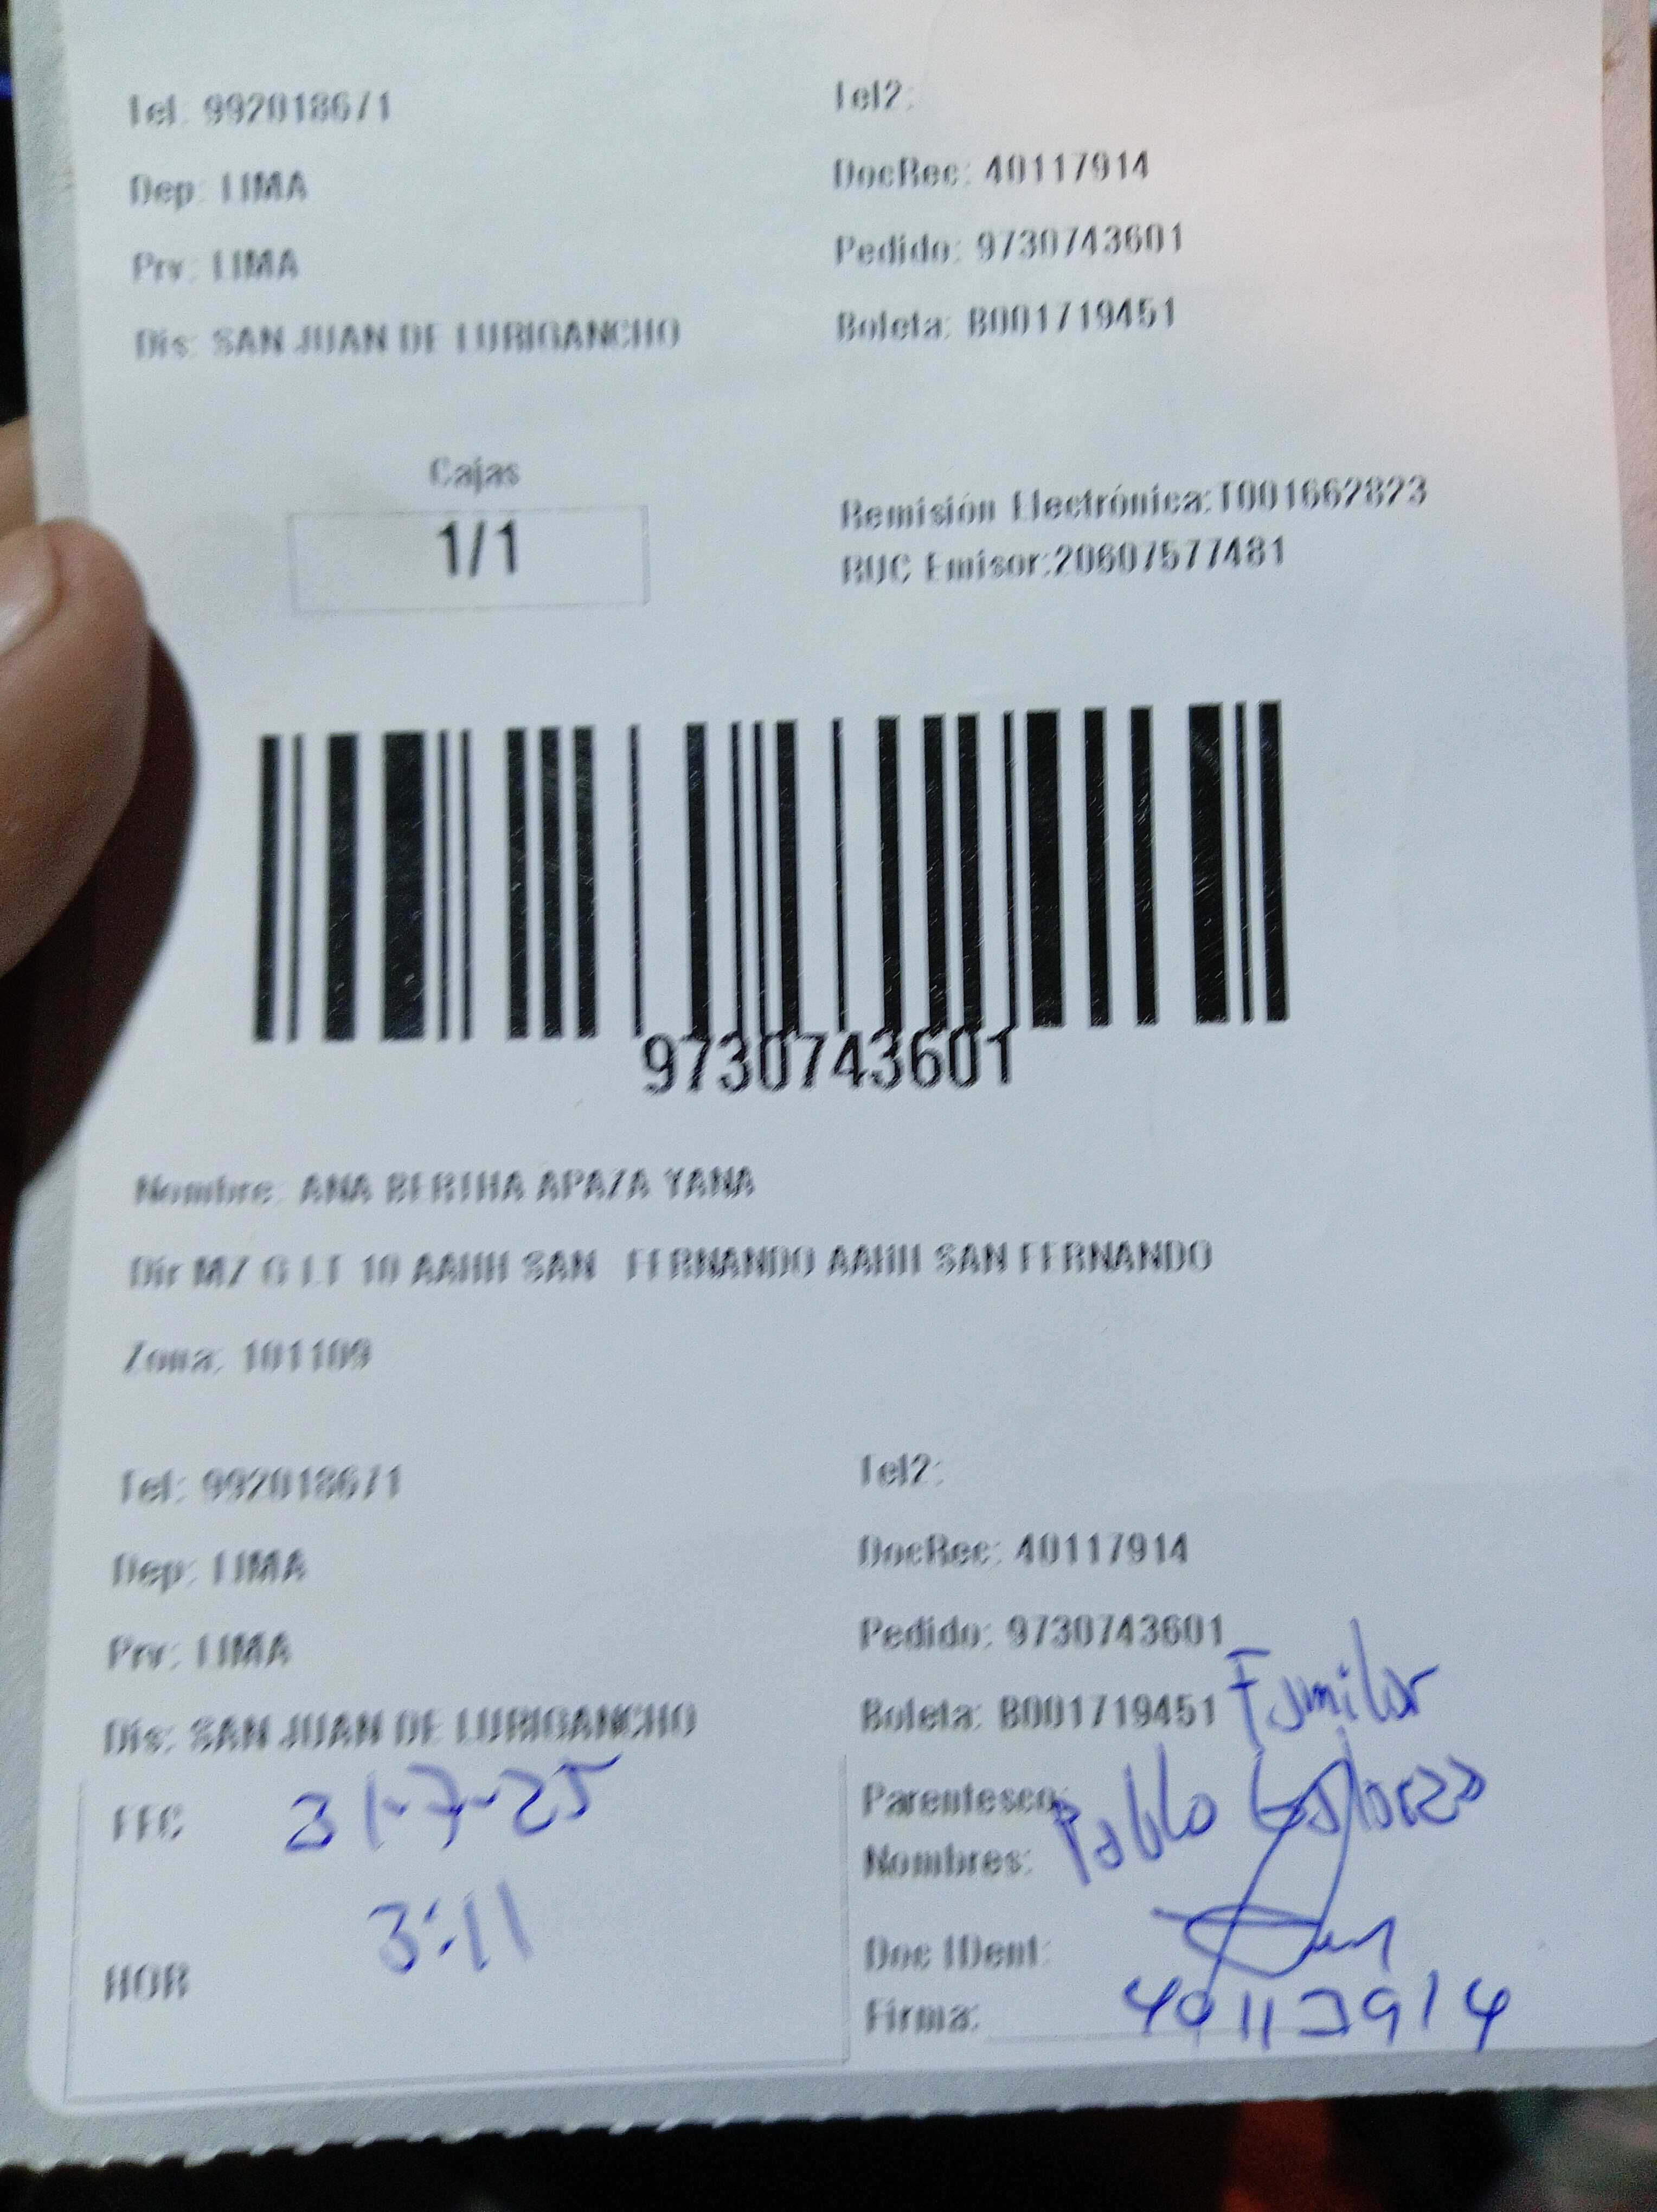 Tel: 992018671
Tel2:
Dep: LIMA
DocRec: 40117914
Prv: LIMA
Pedido: 9730743601
Dis: SAN JUAN DE LURIGANCHO
Boleta: B001719451
Cajas
1/1
Remisión Electrónica:T001662823
RUC Emisor:20607577481
9730743601
Nombre: ANA BERTHA APAZA YANA
Dir MZ G LT 10 AAHH SAN FERNANDO AAHH SAN FERNANDO
Zona: 101109
Tel: 992018671
Tel2:
Dep: LIMA
DocRec: 40117914
Prv: LIMA
Pedido: 9730743601
Dis: SAN JUAN DE LURIGANCHO
Boleta: B001719451
Familiar
FEC 31-7-25
Parentesco:
Nombres: Pablo
HOR 3:11
Doc IDent:
Firma: 40117914